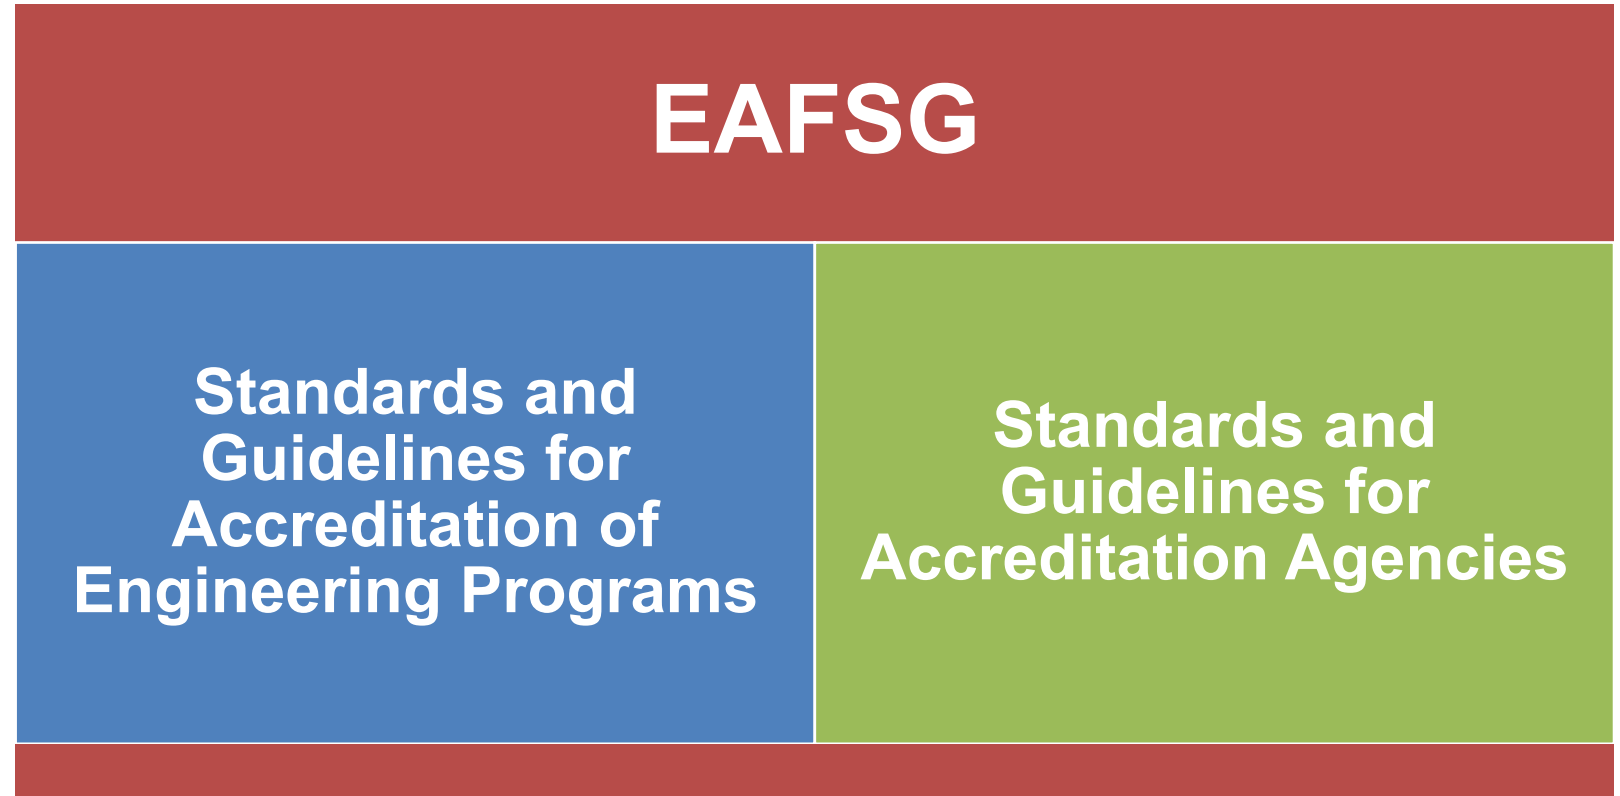 EAFSG
Standards and
Guidelines for
Accreditation of
Engineering Programs
Standards and
Guidelines for
Accreditation Agencies